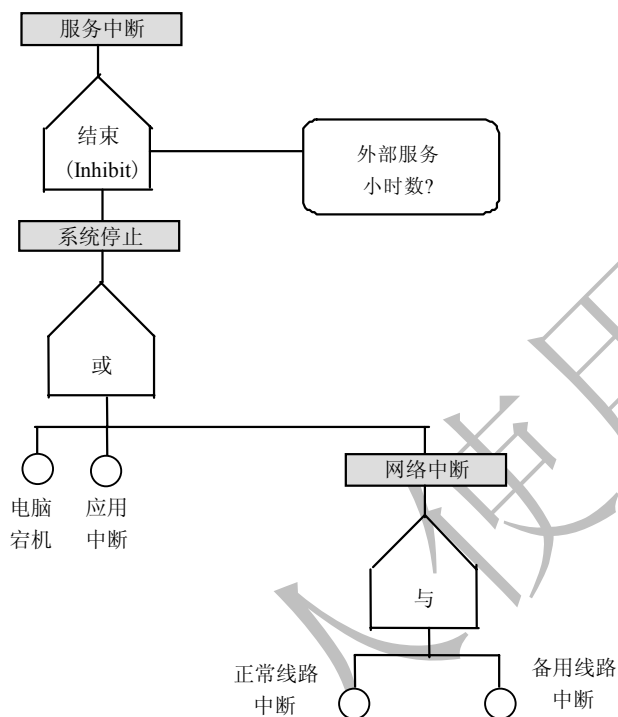 服务中断
结束
(Inhibit)
外部服务
小时数?
系统停止
或
电脑
宕机
应用
中断
网络中断
与
正常线路
中断
备用线路
中断
使用